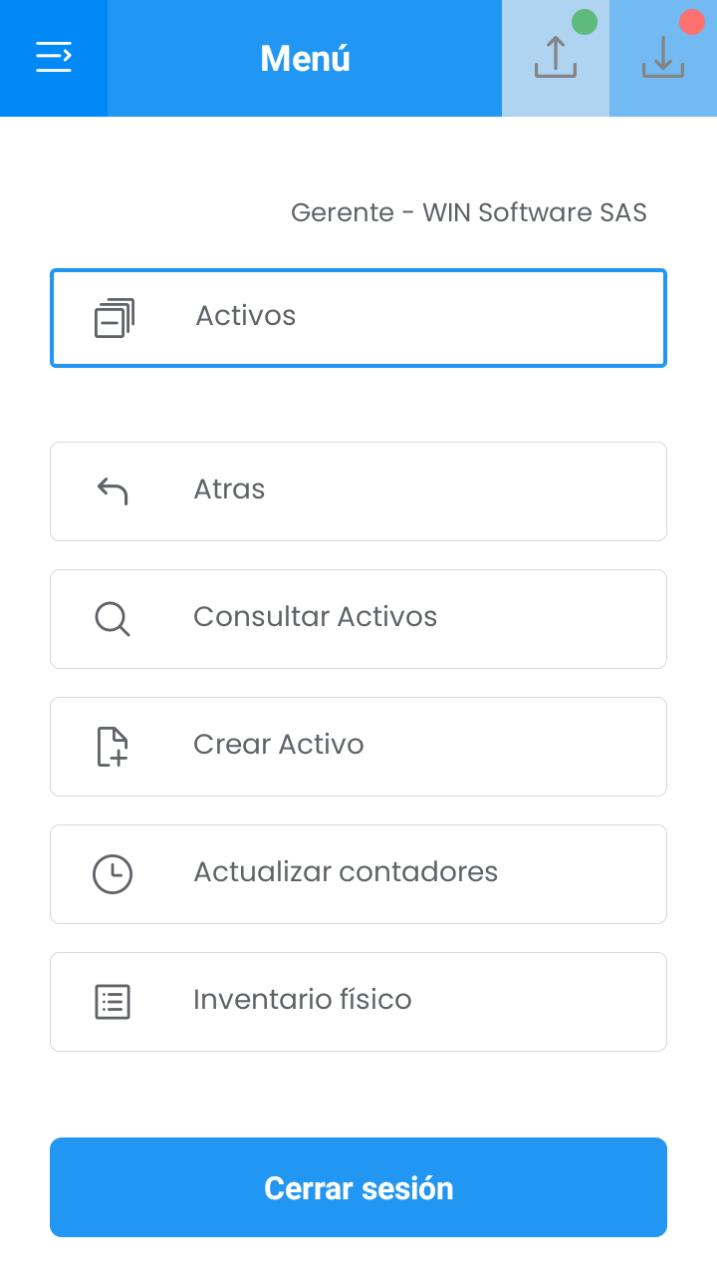 Menú
Gerente - WIN Software SAS
Activos
Atras
Consultar Activos
Crear Activo
Actualizar contadores
Inventario físico
Cerrar sesión